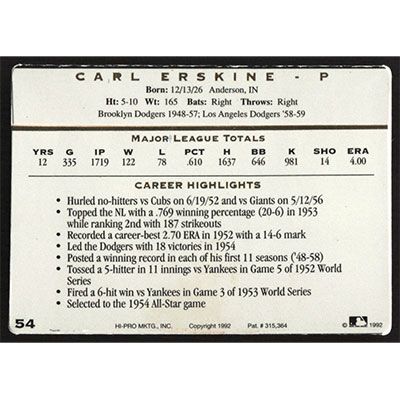 CARL ERSKINE - P
Born: 12/13/26 Anderson, IN
Ht: 5-10 Wt: 165 Bats: Right Throws: Right
Brooklyn Dodgers 1948-57; Los Angeles Dodgers '58-59
MAJOR LEAGUE TOTALS
YRS G IP W L PCT H BB K SHO ERA
12 335 1719 122 78 .610 1637 646 981 14 4.00
CAREER HIGHLIGHTS
• Hurled no-hitters vs Cubs on 6/19/52 and vs Giants on 5/12/56
• Topped the NL with a .769 winning percentage (20-6) in 1953
while ranking 2nd with 187 strikeouts
• Recorded a career-best 2.70 ERA in 1952 with a 14-6 mark
• Led the Dodgers with 18 victories in 1954
• Posted a winning record in each of his first 11 seasons ('48-58)
• Tossed a 5-hitter in 11 innings vs Yankees in Game 5 of 1952 World
Series
• Fired a 6-hit win vs Yankees in Game 3 of 1953 World Series
• Selected to the 1954 All-Star game
54 HI-PRO MKTG., INC. Copyright 1992 Pat. # 315,364 © MLB 1992